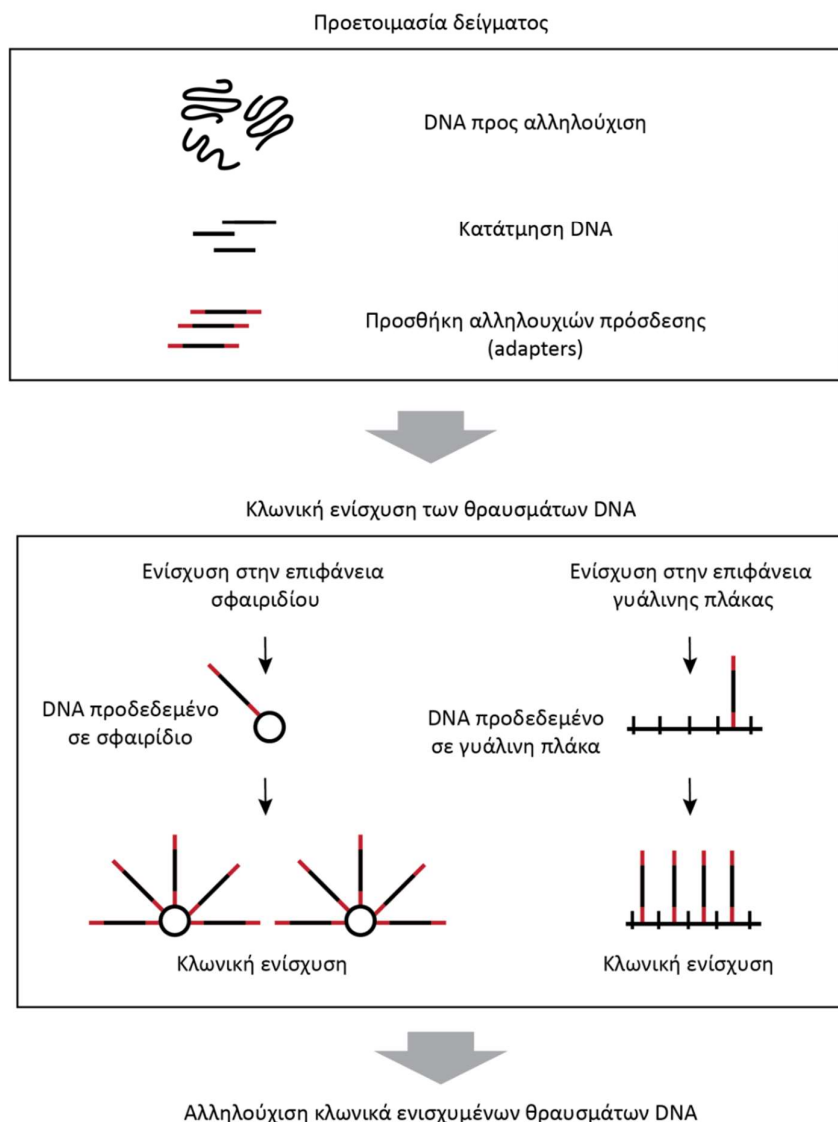 Προετοιμασία δείγματος
DNA προς αλληλούχιση
Κατάτμηση DNA
Προσθήκη αλληλουχιών πρόσδεσης
(adapters)
Κλωνική ενίσχυση των θραυσμάτων DNA
Ενίσχυση στην επιφάνεια
σφαιριδίου
DNA προδεδεμένο
σε σφαιρίδιο
Κλωνική ενίσχυση
Ενίσχυση στην επιφάνεια
γυάλινης πλάκας
DNA προδεδεμένο
σε γυάλινη πλάκα
Κλωνική ενίσχυση
Αλληλούχιση κλωνικά ενισχυμένων θραυσμάτων DNA